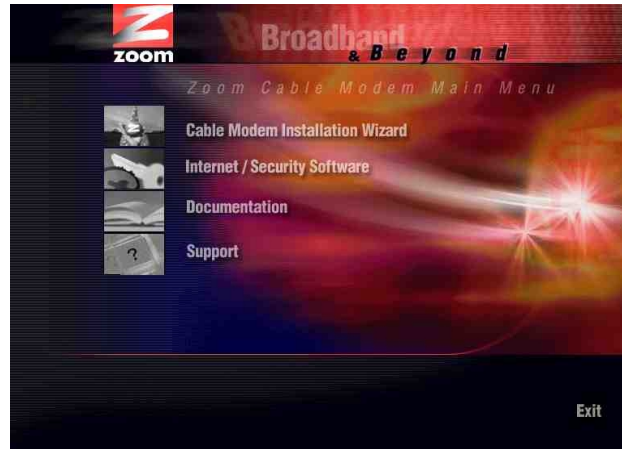 zoom
Broadband
& Beyond
Zoom Cable Modem Main Menu
Cable Modem Installation Wizard
Internet / Security Software
Documentation
?
Support
Exit